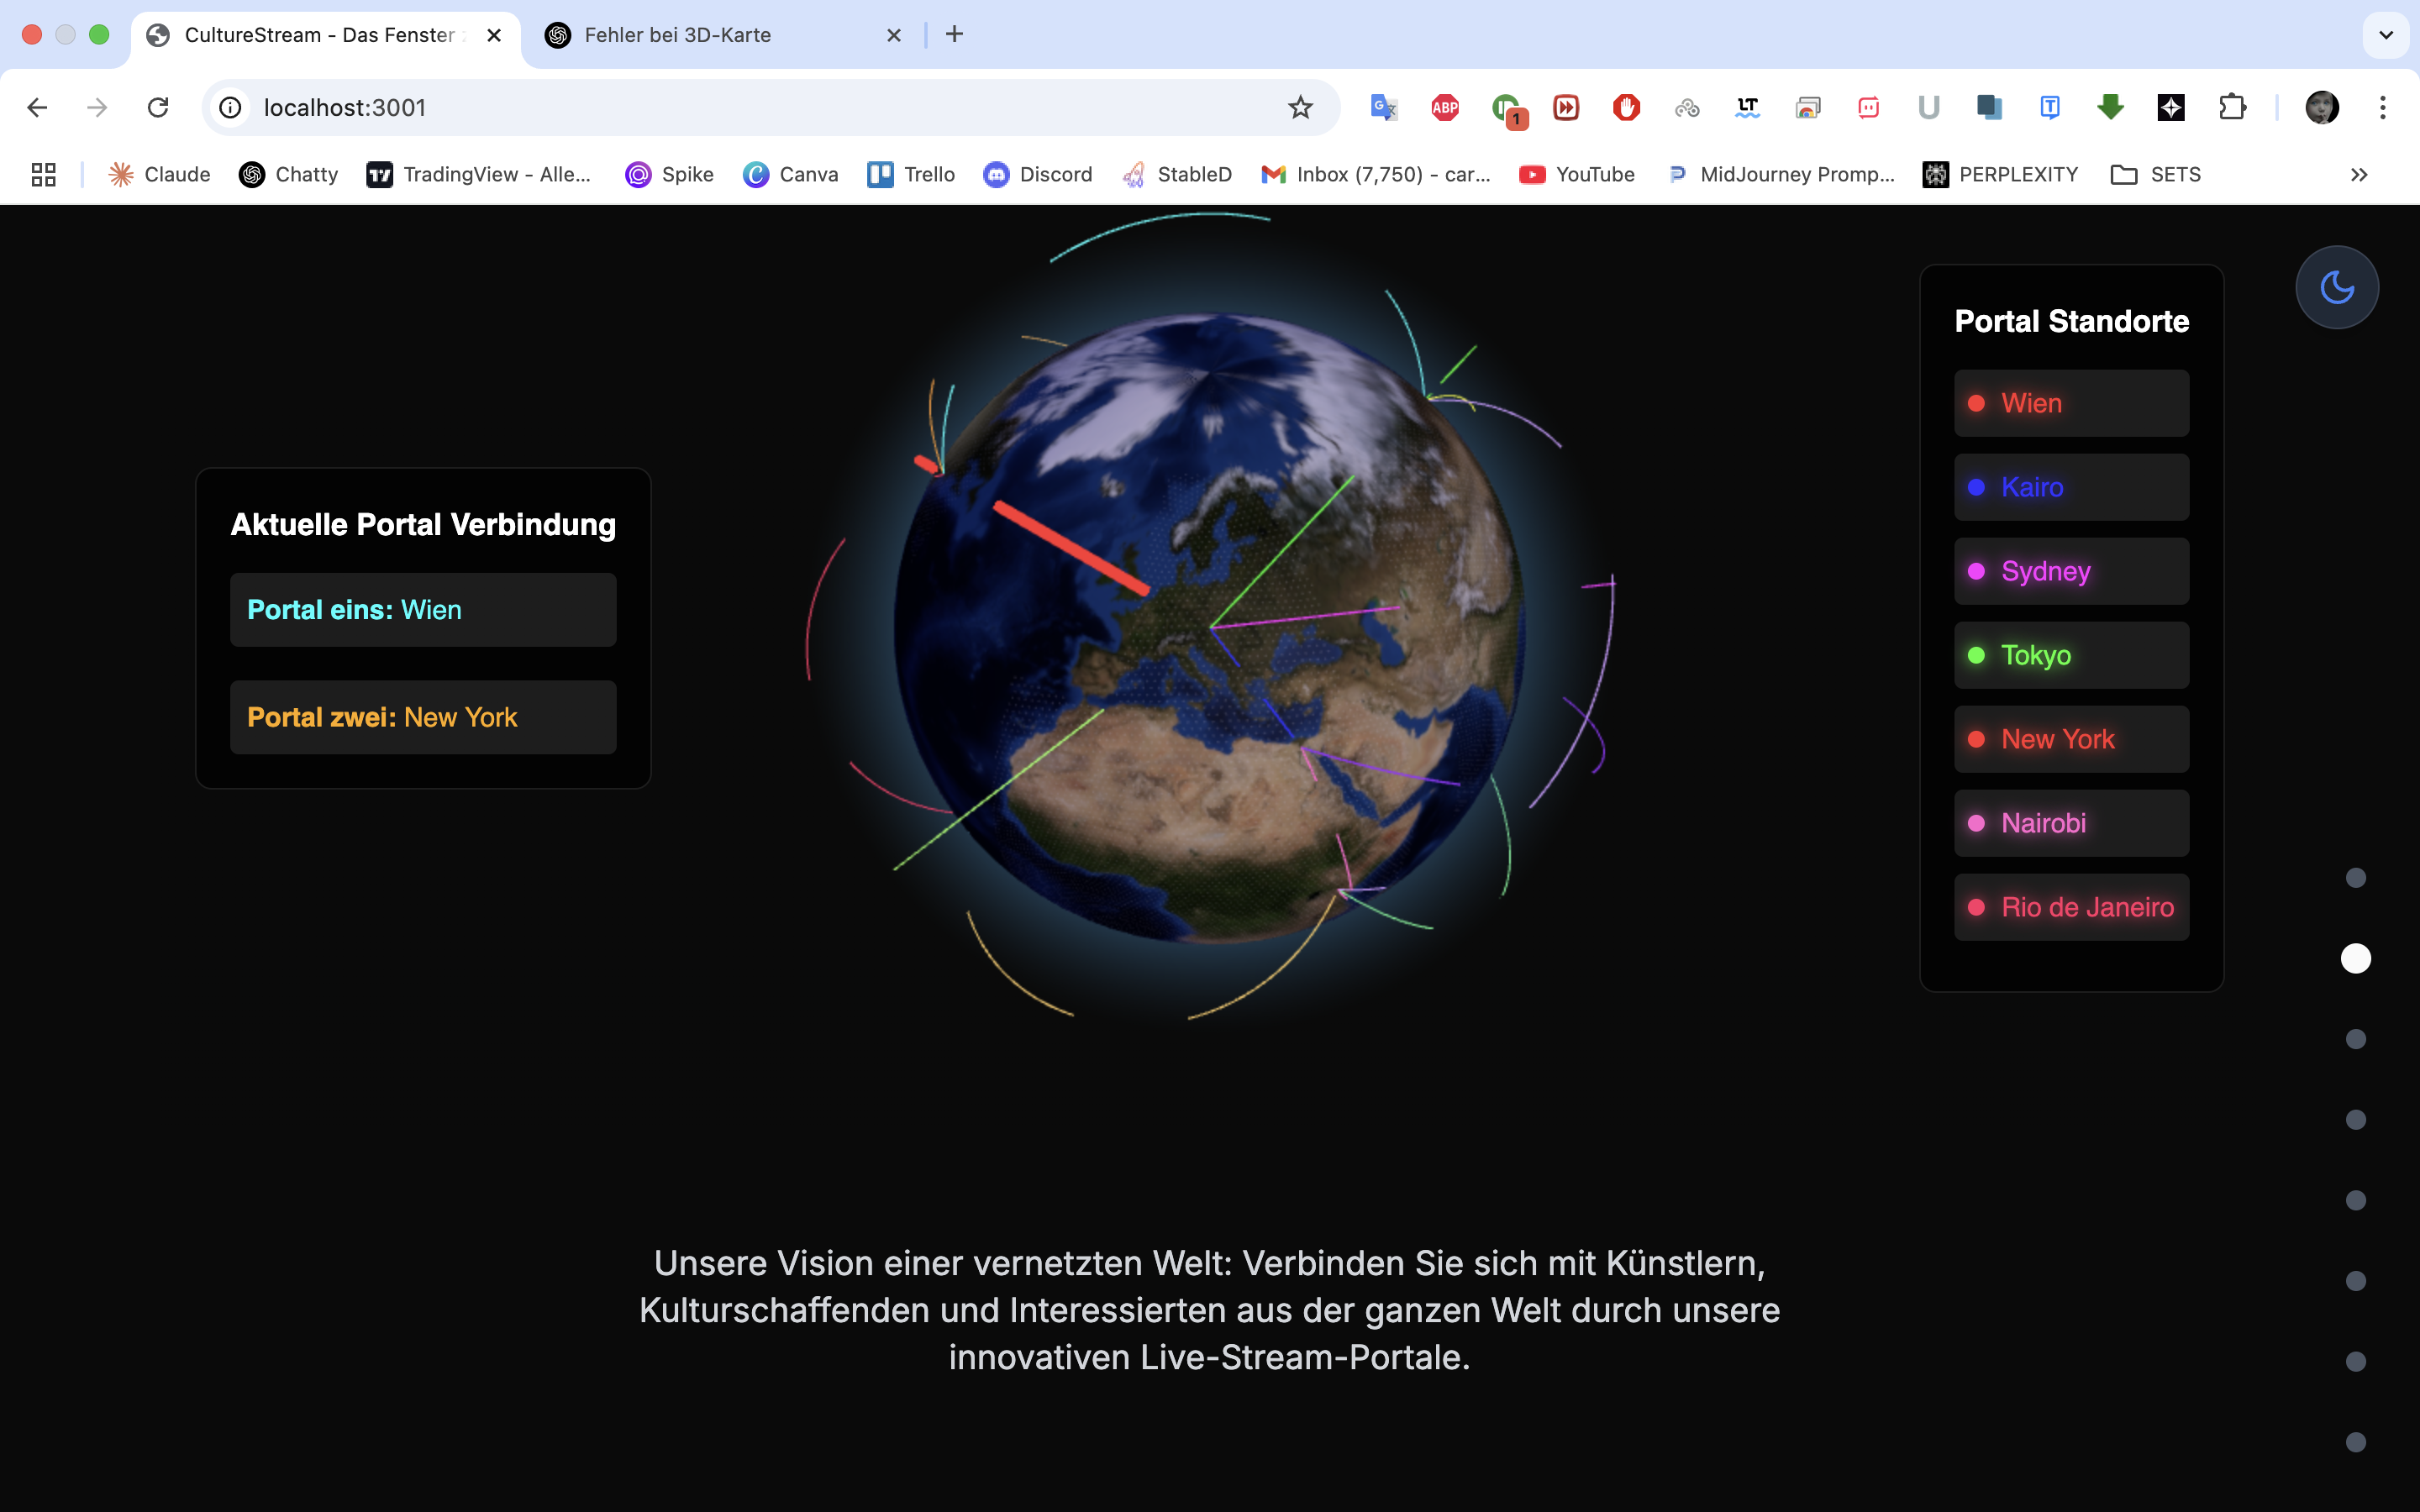 CultureStream - Das Fenster
Fehler bei 3D-Karte
localhost:3001
ABP
1
LT
Claude
Chatty
TradingView - Alle...
Spike
Canva
Trello
Discord
StableD
Inbox (7,750) - car...
YouTube
MidJourney Promp...
PERPLEXITY
SETS
Aktuelle Portal Verbindung
Portal eins: Wien
Portal zwei: New York
Portal Standorte
Wien
Kairo
Sydney
Tokyo
New York
Nairobi
Rio de Janeiro
Unsere Vision einer vernetzten Welt: Verbinden Sie sich mit Künstlern,
Kulturschaffenden und Interessierten aus der ganzen Welt durch unsere
innovativen Live-Stream-Portale.